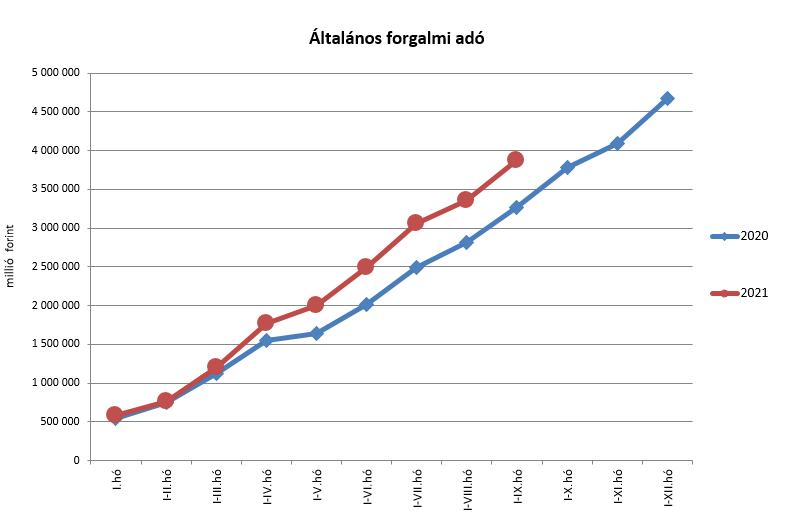 Általános forgalmi adó
5 000 000
4 500 000
4 000 000
3 500 000
3 000 000
2 500 000
2 000 000
1 500 000
1 000 000
500 000
0
millió forint
I.hó
I-II.hó
I-III.hó
I-IV.hó
I-V.hó
I-VI.hó
I-VII.hó
I-VIII.hó
I-IX.hó
I-X.hó
I-XI.hó
I-XII.hó
2020
2021